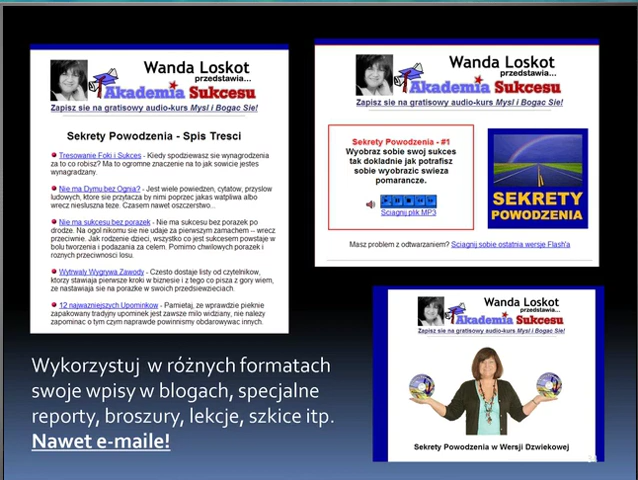 Wanda Loskot
przedstawia...
Akademia Sukcesu
Zapisz sie na gratisowy audio-kurs Mysl i Bogac Sie!
Sekrety Powodzenia - Spis Tresci
Tresowanie Foki i Sukces - Kiedy spodziewasz sie wynagrodzenia
za to co robisz? Ma to ogromne znaczenie na to jak sowicie jestes
wynagradzany.
Nie ma Dymu bez Ognia? - Jest wiele powiedzen, cytatow, przyslow
ludowych, ktore sie przytacza by nimi poprzec jakas watpliwa albo
wrecz niesluszna teze. Czasem nawet oszczerstwo...
Nie ma sukcesu bez porazek - Nie ma sukcesu bez porazek po
drodze. Na ogol nikomu sie nie udaje za pierwszym zamachem -- wrecz
przeciwnie. Jak rodzenie dzieci, wszystko co jest sukcesem powstaje w
bolu tworzenia i podazania za celem. Pomimo chwilowych porazek i
roznych przeciwnosci losu.
Wytrwaly Wygrywa Zawody - Czesto dostaje listy od czytelnikow,
ktorzy stawiaja pierwsze kroki w biznesie i z tego co pisza z gory wiem,
ze nastawiaja sie na porazke w swoich przedsiewzieciach.
12 najwazniejszych Upominkow - Pamietaj, ze wprawdzie pieknie
zapakowany tradyjny upominek jest zawsze milo widziany, nie nalezy
zapominac o tym czym naprawde powinnismy obdarowywac innych.
Wanda Loskot
przedstawia...
Akademia Sukcesu
Zapisz sie na gratisowy audio-kurs Mysl i Bogac Sie!
Sekrety Powodzenia - #1
Wyobraz sobie swoj sukces
tak dokladnie jak potrafisz
sobie wyobrazic swieza
pomarancze.
Sciagnij plik MP3
SEKRETY
POWODZENIA
Masz problem z odtwarzaniem? Sciagnij sobie ostatnia wersje Flash'a
Wanda Loskot
przedstawia...
Akademia Sukcesu
Zapisz sie na gratisowy audio-kurs Mysl i Bogac Sie!
Sekrety Powodzenia w Wersji Dzwiekowej
Wykorzystuj w różnych formatach
swoje wpisy w blogach, specjalne
reporty, broszury, lekcje, szkice itp.
Nawet e-maile!